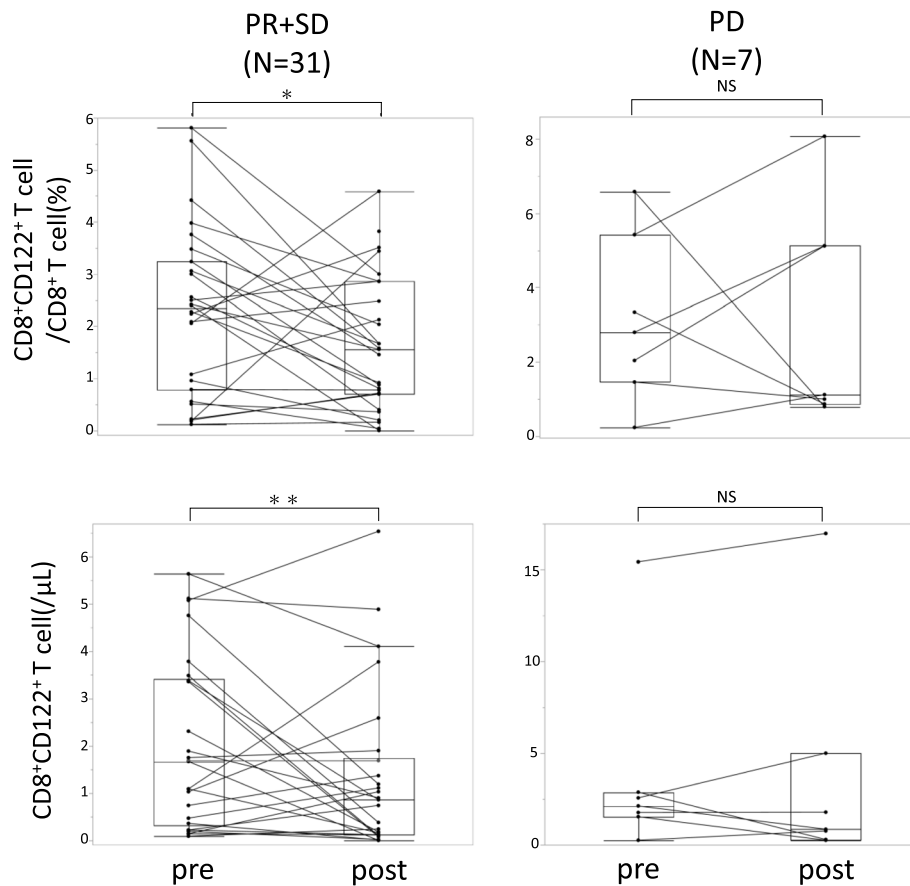 PR+SD
(N=31)
PD
(N=7)
*
NS
CD8⁺CD122⁺ T cell
/CD8⁺ T cell(%)
6
5
4
3
2
1
0
8
6
4
2
0
**
NS
CD8⁺CD122⁺ T cell(/μL)
6
5
4
3
2
1
0
15
10
5
0
pre
post
pre
post